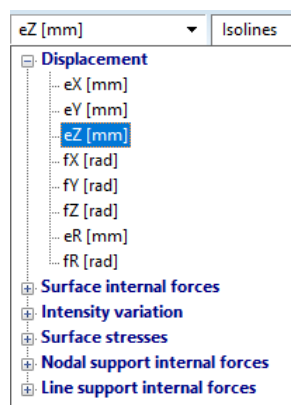 eZ [mm] Isolines
Displacement
eX [mm]
eY [mm]
eZ [mm]
fX [rad]
fY [rad]
fZ [rad]
eR [mm]
fR [rad]
Surface internal forces
Intensity variation
Surface stresses
Nodal support internal forces
Line support internal forces